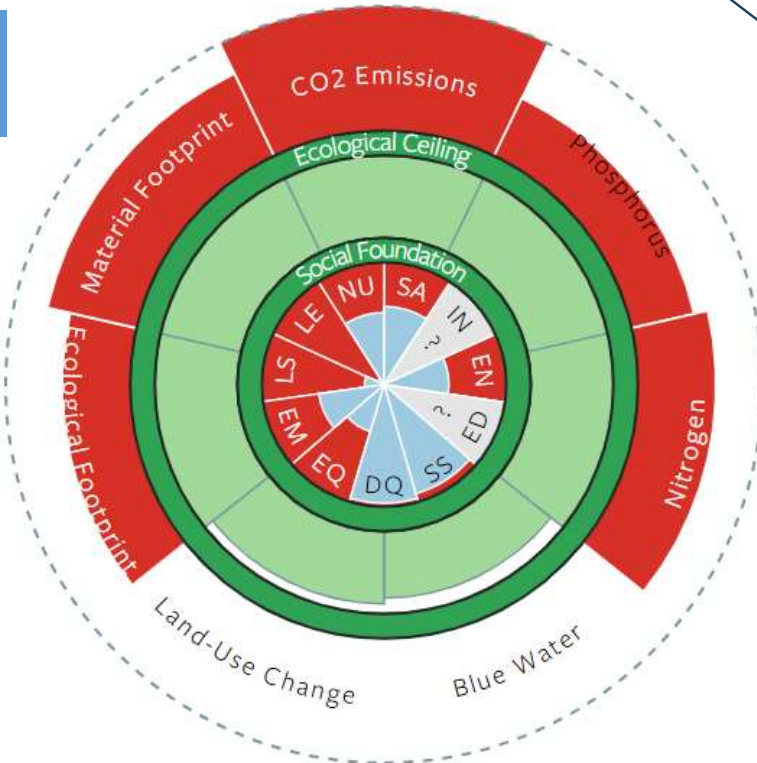 CO2 Emissions
Material Footprint
Phosphorus
Ecological Ceiling
Social Foundation
NU
SA
LE
IN
?
LS
EN
EM
?
ED
EQ
DQ
SS
Ecological Footprint
Nitrogen
Land-Use Change
Blue Water